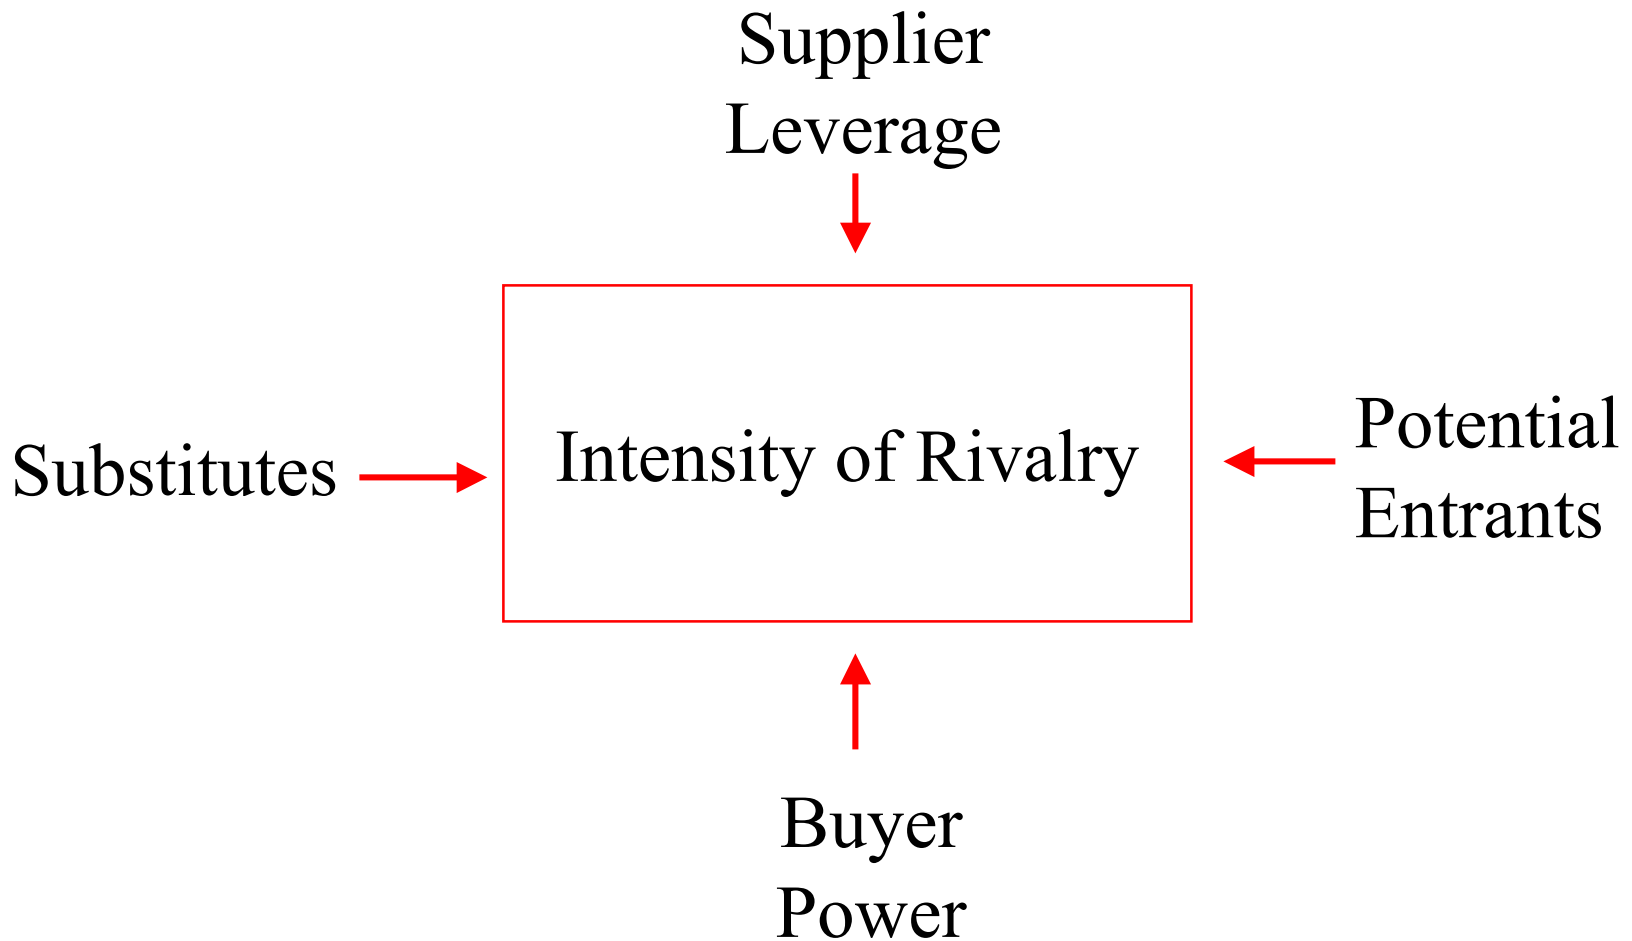 Supplier
Leverage
Substitutes
Intensity of Rivalry
Potential
Entrants
Buyer
Power